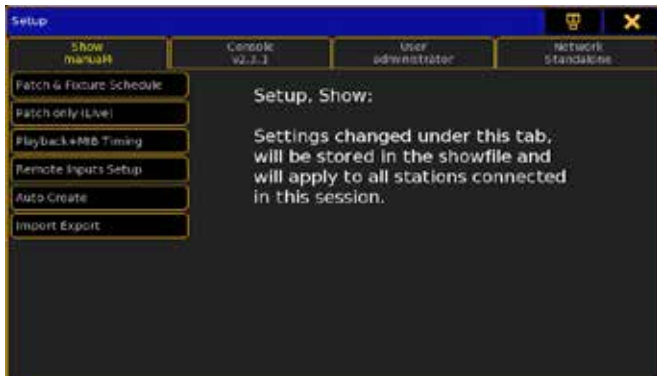 Setup
Show
manual4
Console
v2.3.1
User
administrator
Network
Standalone
Patch & Fixture Schedule
Patch only (Live)
Playback+MIB Timing
Remote Inputs Setup
Auto Create
Import Export
Setup, Show:
Settings changed under this tab,
will be stored in the showfile and
will apply to all stations connected
in this session.